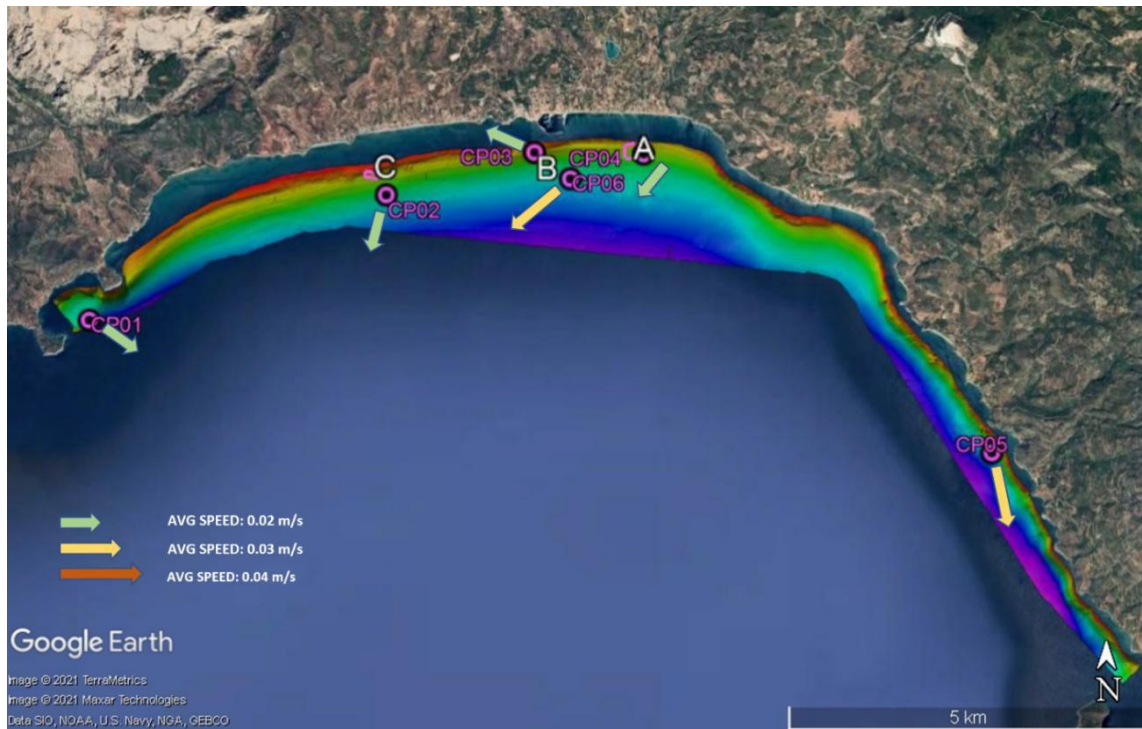 A
C
CP03
CP04
B
CP06
CP02
CP01
CP05
AVG SPEED: 0.02 m/s
AVG SPEED: 0.03 m/s
AVG SPEED: 0.04 m/s
Google Earth
Image © 2021 TerraMetrics
Image © 2021 Maxar Technologies
Data SIO, NOAA, U.S. Navy, NGA, GEBCO
N
5 km